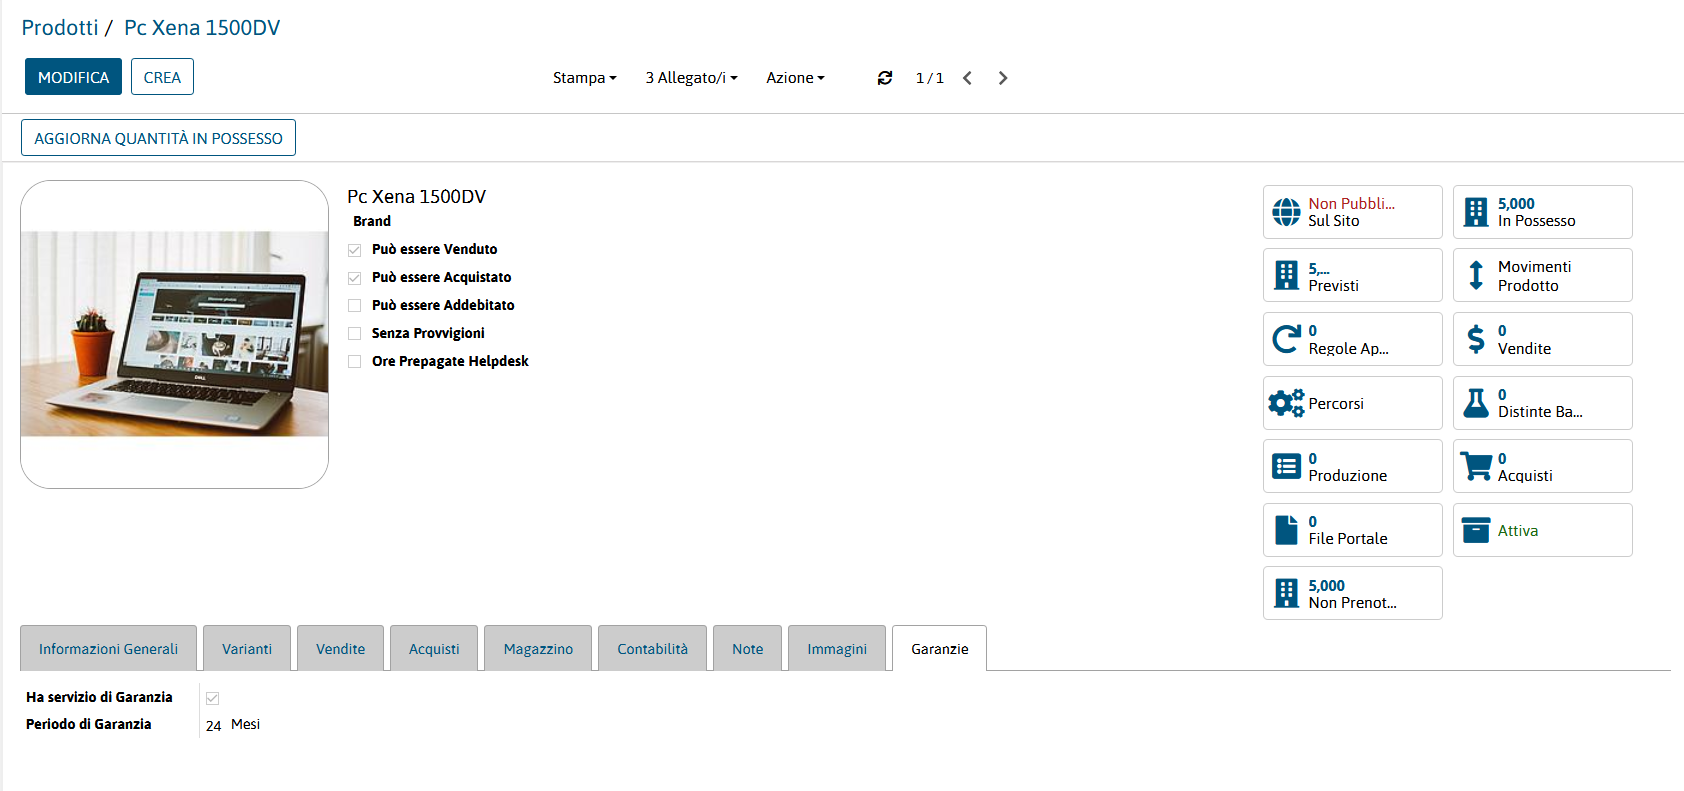 Prodotti / Pc Xena 1500DV
MODIFICA CREA Stampa 3 Allegato/i Azione 1 / 1
AGGIORNA QUANTITÀ IN POSSESSO
Pc Xena 1500DV
Brand
Può essere Venduto
Può essere Acquistato
Può essere Addebitato
Senza Provvigioni
Ore Prepagate Helpdesk
Non Pubbli...
Sul Sito
5,000
In Possesso
5,...
Previsti
Movimenti
Prodotto
0
Regole Ap...
0
Vendite
Percorsi
0
Distinte Ba...
0
Produzione
0
Acquisti
0
File Portale
Attiva
5,000
Non Prenot...
Informazioni Generali Varianti Vendite Acquisti Magazzino Contabilità Note Immagini Garanzie
Ha servizio di Garanzia
Periodo di Garanzia 24 Mesi